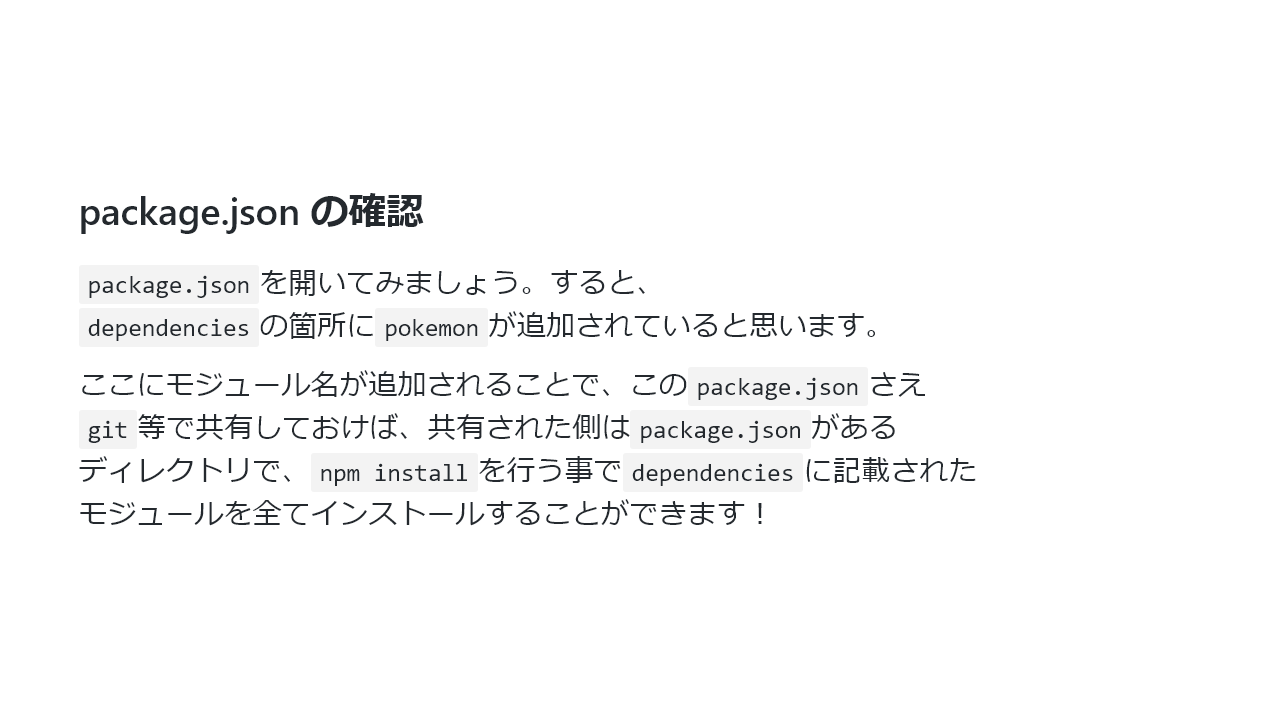 package.json の確認
package.jsonを開いてみましょう。すると、
dependenciesの箇所にpokemonが追加されていると思います。
ここにモジュール名が追加されることで、このpackage.jsonさえ
git等で共有しておけば、共有された側はpackage.jsonがある
ディレクトリで、npm installを行う事でdependenciesに記載された
モジュールを全てインストールすることができます！